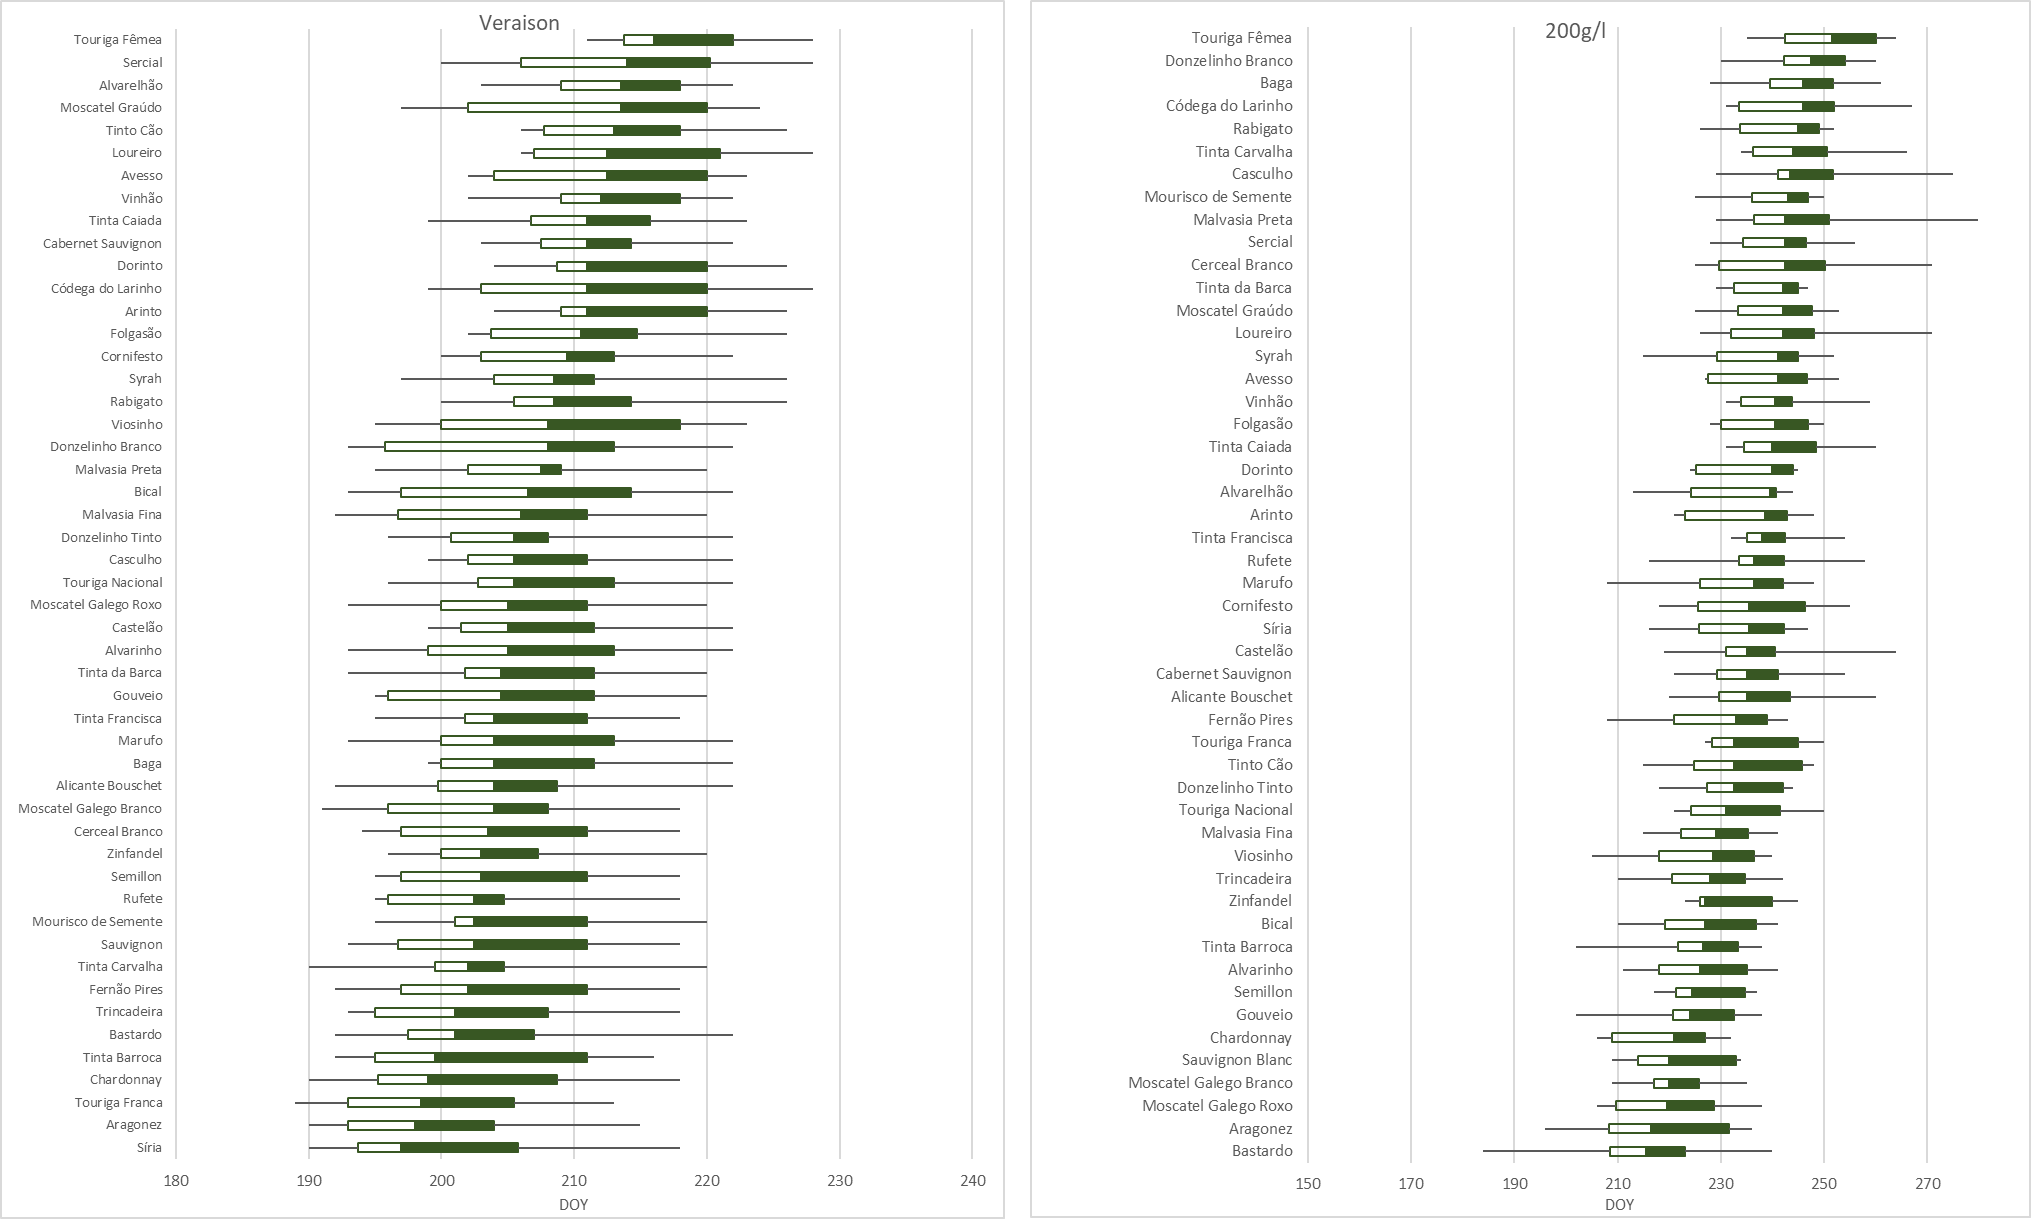 Veraison
Touriga Fêmea
Sercial
Alvarelhão
Moscatel Graúdo
Tinto Cão
Loureiro
Avesso
Vinhão
Tinta Caiada
Cabernet Sauvignon
Dorinto
Códega do Larinho
Arinto
Folgasão
Cornifesto
Syrah
Rabigato
Viosinho
Donzelinho Branco
Malvasia Preta
Bical
Malvasia Fina
Donzelinho Tinto
Casculho
Touriga Nacional
Moscatel Galego Roxo
Castelão
Alvarinho
Tinta da Barca
Gouveio
Tinta Francisca
Marufo
Baga
Alicante Bouschet
Moscatel Galego Branco
Cerceal Branco
Zinfandel
Semillon
Rufete
Mourisco de Semente
Sauvignon
Tinta Carvalha
Fernão Pires
Trincadeira
Bastardo
Tinta Barroca
Chardonnay
Touriga Franca
Aragonez
Síria
180 190 200 210 220 230 240
DOY
200g/l
Touriga Fêmea
Donzelinho Branco
Baga
Códega do Larinho
Rabigato
Tinta Carvalha
Casculho
Mourisco de Semente
Malvasia Preta
Sercial
Cerceal Branco
Tinta da Barca
Moscatel Graúdo
Loureiro
Syrah
Avesso
Vinhão
Folgasão
Tinta Caiada
Dorinto
Alvarelhão
Arinto
Tinta Francisca
Rufete
Marufo
Cornifesto
Síria
Castelão
Cabernet Sauvignon
Alicante Bouschet
Fernão Pires
Touriga Franca
Tinto Cão
Donzelinho Tinto
Touriga Nacional
Malvasia Fina
Viosinho
Trincadeira
Zinfandel
Bical
Tinta Barroca
Alvarinho
Semillon
Gouveio
Chardonnay
Sauvignon Blanc
Moscatel Galego Branco
Moscatel Galego Roxo
Aragonez
Bastardo
150 170 190 210 230 250 270
DOY